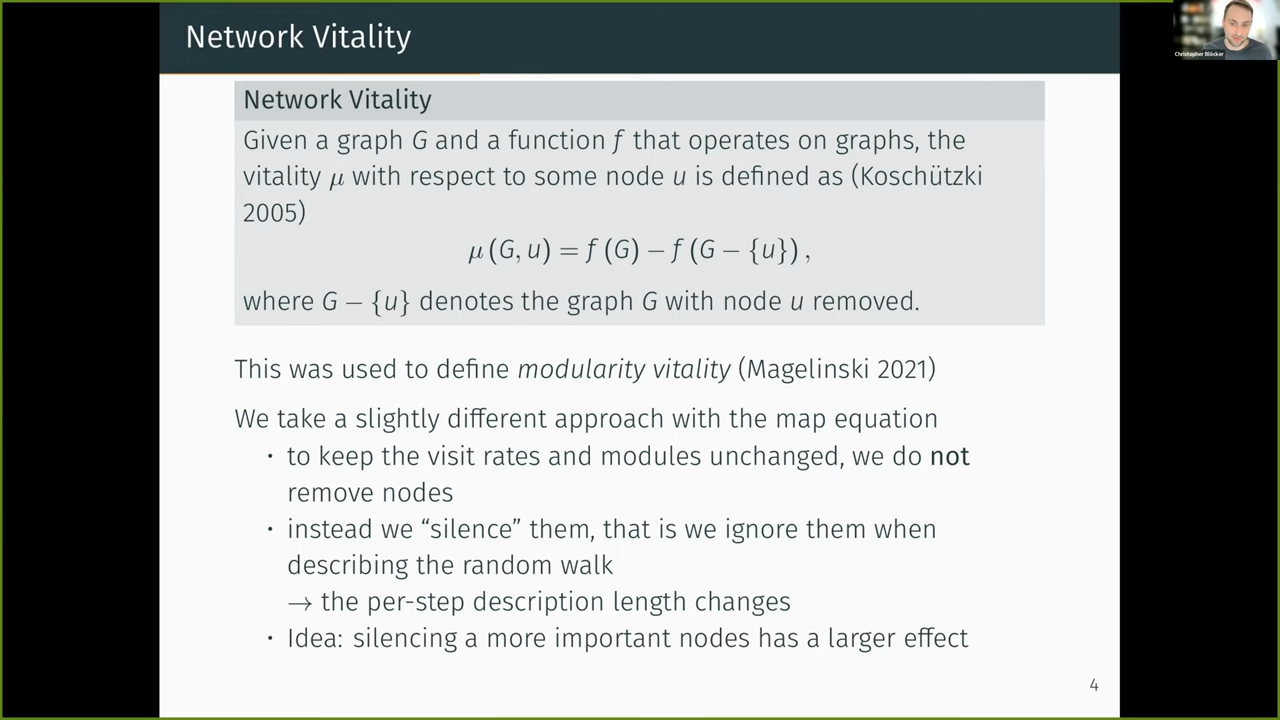 Network Vitality
Christopher Blöcker
Network Vitality
Given a graph G and a function f that operates on graphs, the
vitality μ with respect to some node u is defined as (Koschützki
2005)
μ (G, u) = f (G) − f (G − {u}) ,
where G − {u} denotes the graph G with node u removed.
This was used to define modularity vitality (Magelinski 2021)
We take a slightly different approach with the map equation
· to keep the visit rates and modules unchanged, we do not
remove nodes
· instead we “silence” them, that is we ignore them when
describing the random walk
→ the per-step description length changes
· Idea: silencing a more important nodes has a larger effect
4